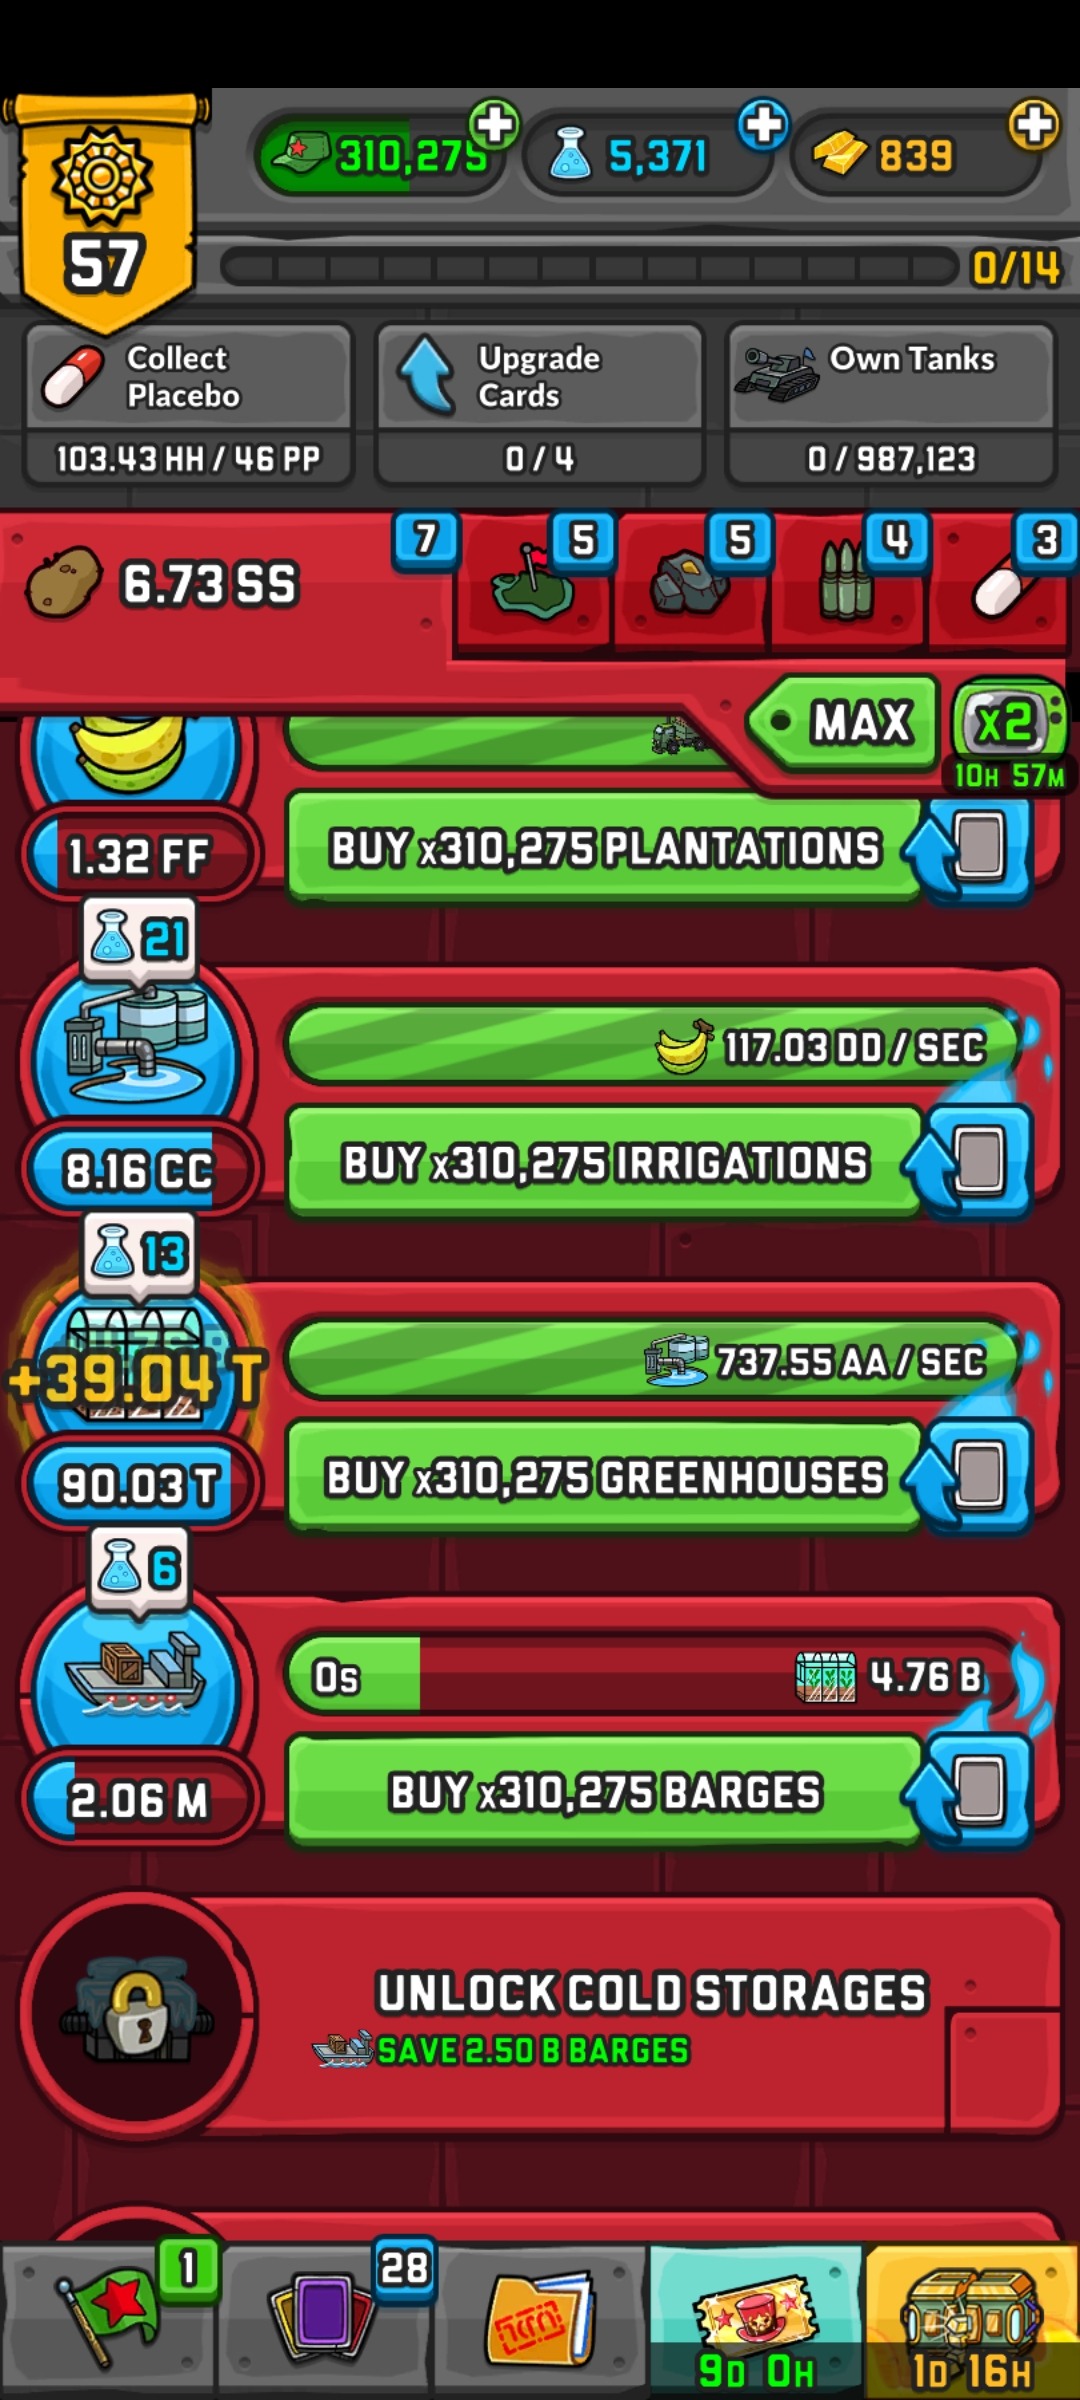 310,275
5,371
839
57
0/14
Collect
Placebo
103.43 HH / 46 PP
Upgrade
Cards
0 / 4
Own Tanks
0 / 987,123
6.73 SS
7
5
5
4
3
MAX
x2
10H 57M
1.32 FF
BUY x310,275 PLANTATIONS
21
117.03 DD / SEC
8.16 CC
BUY x310,275 IRRIGATIONS
13
+39.04 T
737.55 AA / SEC
90.03 T
BUY x310,275 GREENHOUSES
6
0s
4.76 B
2.06 M
BUY x310,275 BARGES
UNLOCK COLD STORAGES
SAVE 2.50 B BARGES
1
28
9D 0H
1D 16H